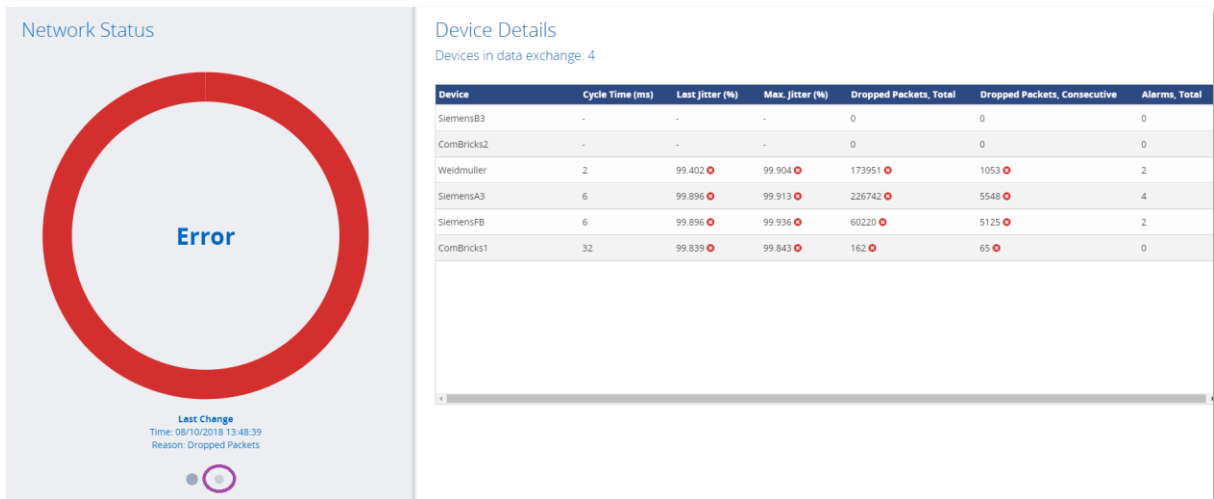 Network Status
Error
Last Change
Time: 08/10/2018 13:48:39
Reason: Dropped Packets
Device Details
Devices in data exchange: 4
Device Cycle Time (ms) Last Jitter (%) Max. Jitter (%) Dropped Packets, Total Dropped Packets, Consecutive Alarms, Total
SiemensB3 - - - 0 0 0
ComBricks2 - - - 0 0 0
Weidmuller 2 99.402 99.904 173951 1053 2
SiemensA3 6 99.896 99.913 226742 5548 4
SiemensFB 6 99.896 99.936 60220 5125 2
ComBricks1 32 99.839 99.843 162 65 0